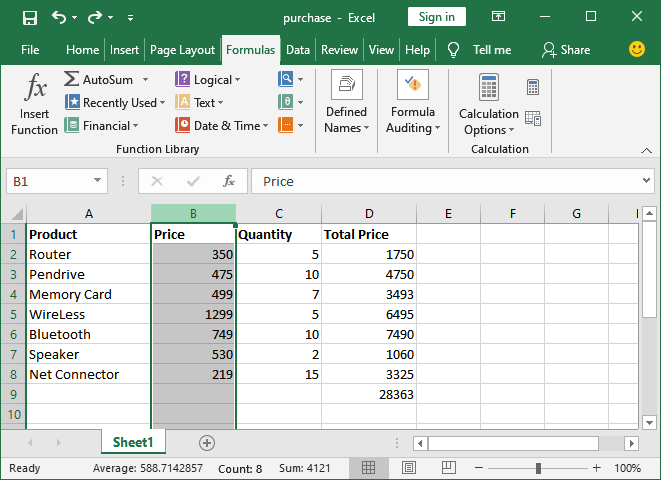 purchase - Excel Sign in
File Home Insert Page Layout Formulas Data Review View Help Tell me Share
fx Insert Function
AutoSum
Recently Used
Financial
Logical
Text
Date & Time
θ
Defined Names
Formula Auditing
Calculation Options
Function Library
Calculation
B1 fx Price
A B C D E F G
1 Product Price Quantity Total Price
2 Router 350 5 1750
3 Pendrive 475 10 4750
4 Memory Card 499 7 3493
5 WireLess 1299 5 6495
6 Bluetooth 749 10 7490
7 Speaker 530 2 1060
8 Net Connector 219 15 3325
9 28363
10
Sheet1
Ready Average: 588.7142857 Count: 8 Sum: 4121 100%